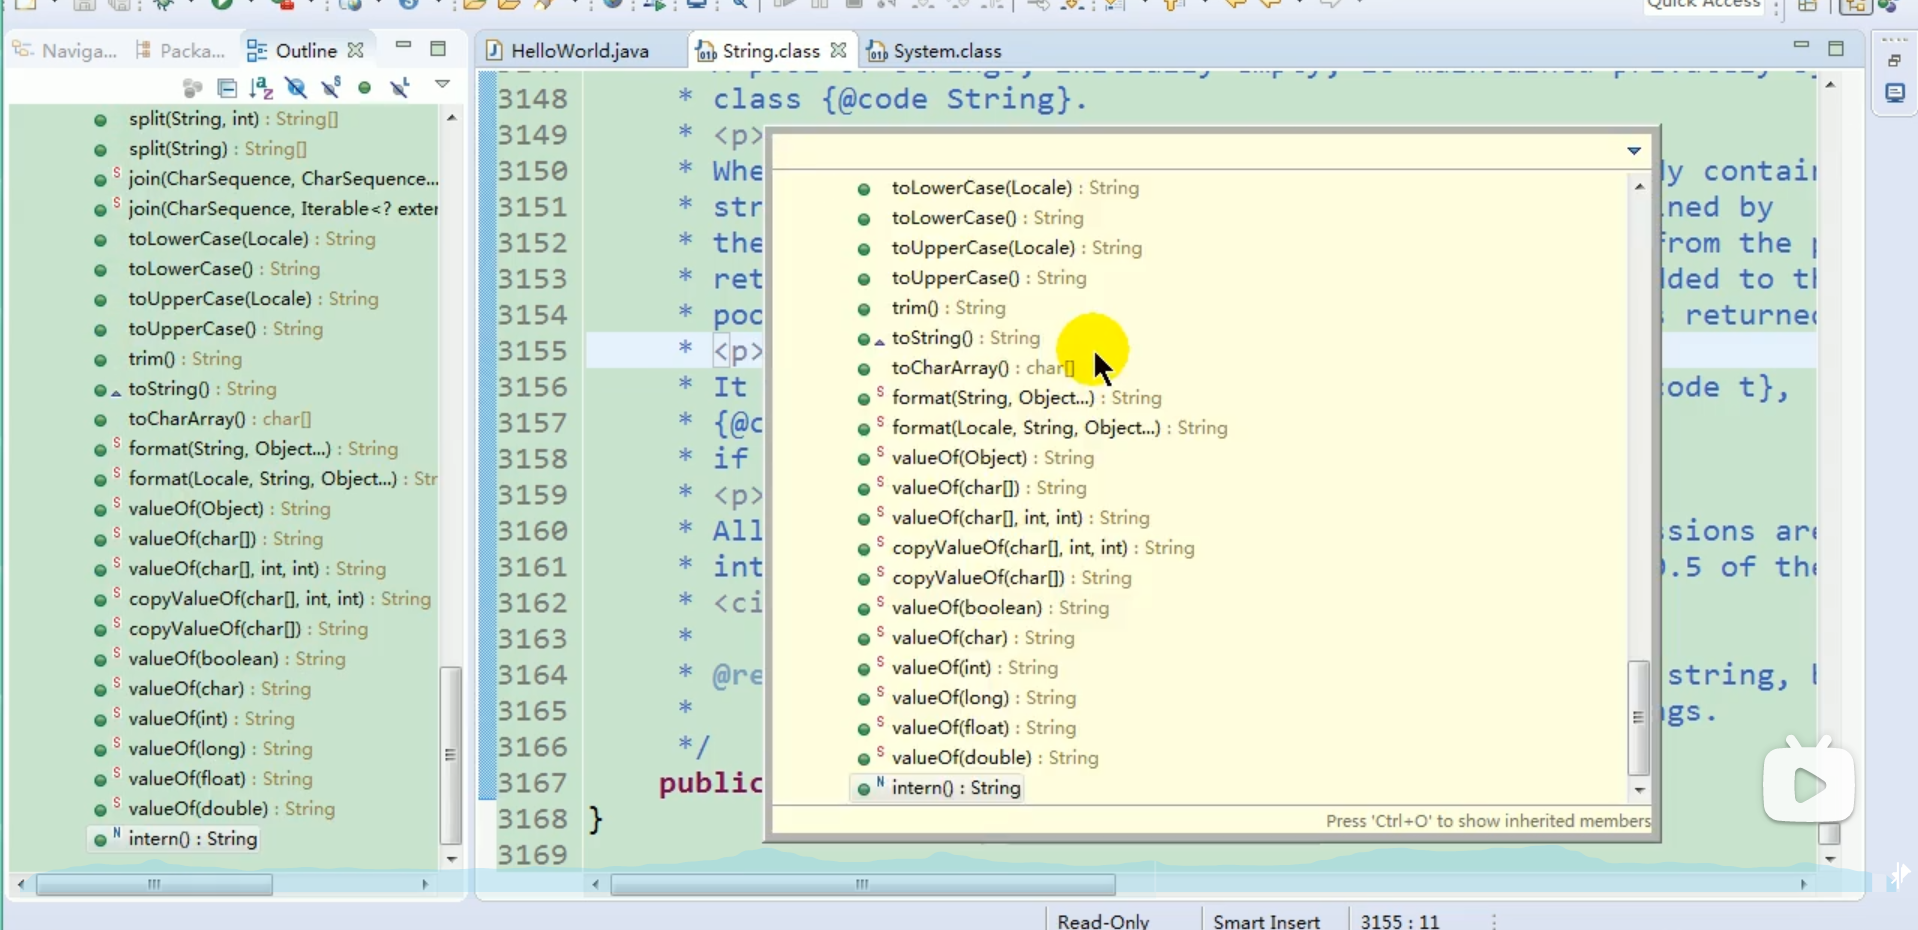 Quick Access
Naviga...
Packa...
Outline
HelloWorld.java
String.class
System.class
split(String, int) : String[]
split(String) : String[]
S join(CharSequence, CharSequence...
S join(CharSequence, Iterable<? exter
toLowerCase(Locale) : String
toLowerCase() : String
toUpperCase(Locale) : String
toUpperCase() : String
trim() : String
toString() : String
toCharArray() : char[]
S format(String, Object...) : String
S format(Locale, String, Object...) : Str
S valueOf(Object) : String
S valueOf(char[]) : String
S valueOf(char[], int, int) : String
S copyValueOf(char[], int, int) : String
S copyValueOf(char[]) : String
S valueOf(boolean) : String
S valueOf(char) : String
S valueOf(int) : String
S valueOf(long) : String
S valueOf(float) : String
S valueOf(double) : String
N intern() : String
3148 * class {@code String}.
3149 * <p>
3150 * Whe ly contain
3151 * str ined by
3152 * the from the p
3153 * ret dded to th
3154 * poo s returned
3155 * <p>
3156 * It code t},
3157 * {@c
3158 * if
3159 * <p>
3160 * All ssions are
3161 * int .5 of the
3162 * <ci
3163 *
3164 * @re string, b
3165 * ngs.
3166 */
3167 public
3168 }
3169
toLowerCase(Locale) : String
toLowerCase() : String
toUpperCase(Locale) : String
toUpperCase() : String
trim() : String
toString() : String
toCharArray() : char[]
S format(String, Object...) : String
S format(Locale, String, Object...) : String
S valueOf(Object) : String
S valueOf(char[]) : String
S valueOf(char[], int, int) : String
S copyValueOf(char[], int, int) : String
S copyValueOf(char[]) : String
S valueOf(boolean) : String
S valueOf(char) : String
S valueOf(int) : String
S valueOf(long) : String
S valueOf(float) : String
S valueOf(double) : String
N intern() : String
Press 'Ctrl+O' to show inherited members
Read-Only
Smart Insert
3155 : 11